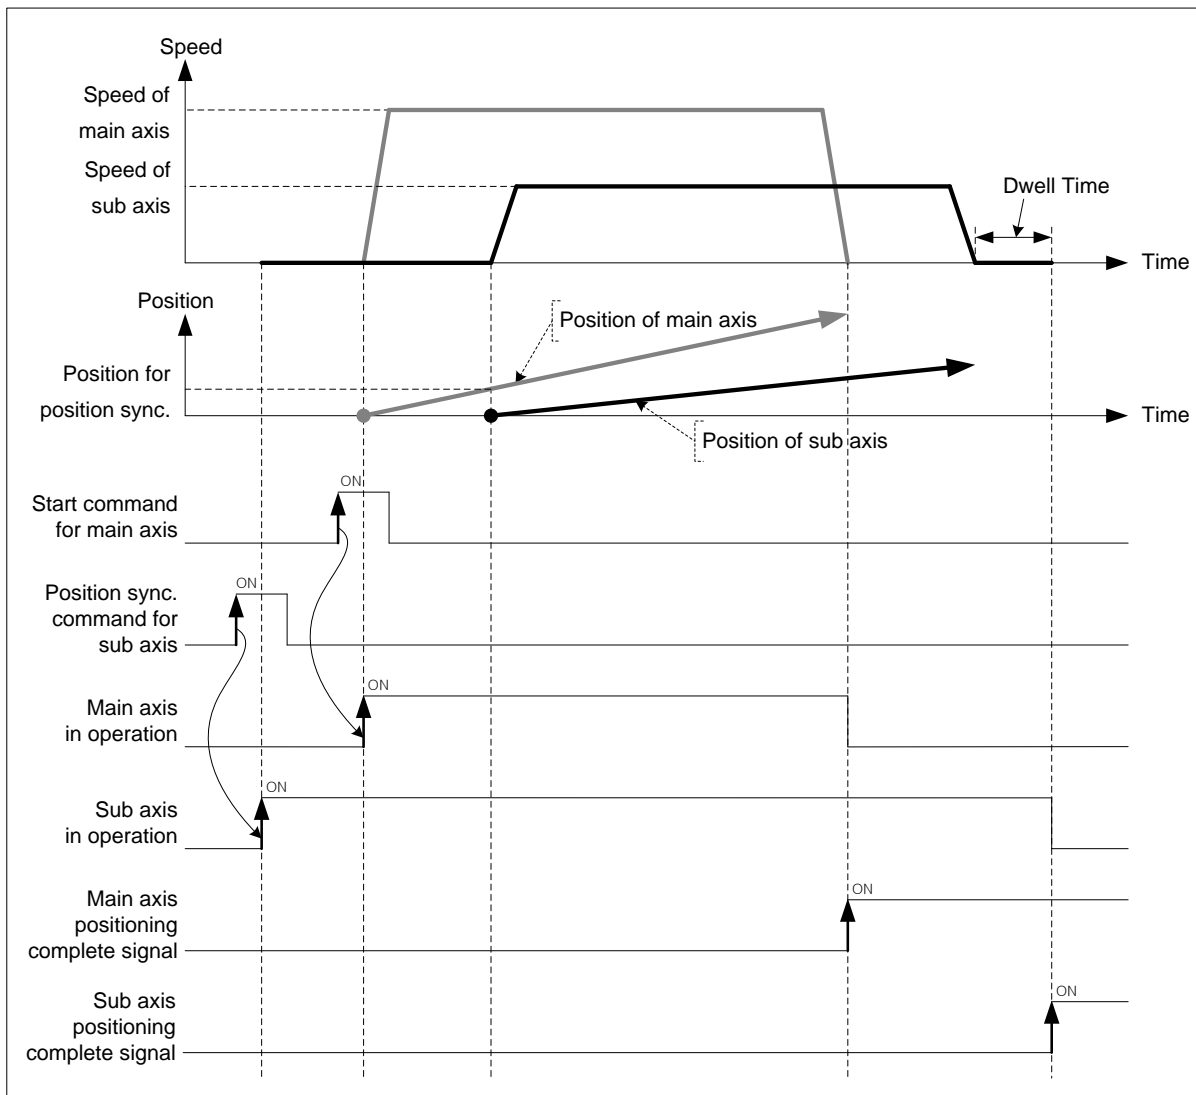 Speed
Speed of
main axis
Speed of
sub axis
Dwell Time
Time
Position
Position of main axis
Position for
position sync.
Time
Position of sub axis
ON
Start command
for main axis
ON
Position sync.
command for
sub axis
ON
Main axis
in operation
ON
Sub axis
in operation
Main axis
ON
positioning
complete signal
Sub axis
ON
positioning
complete signal